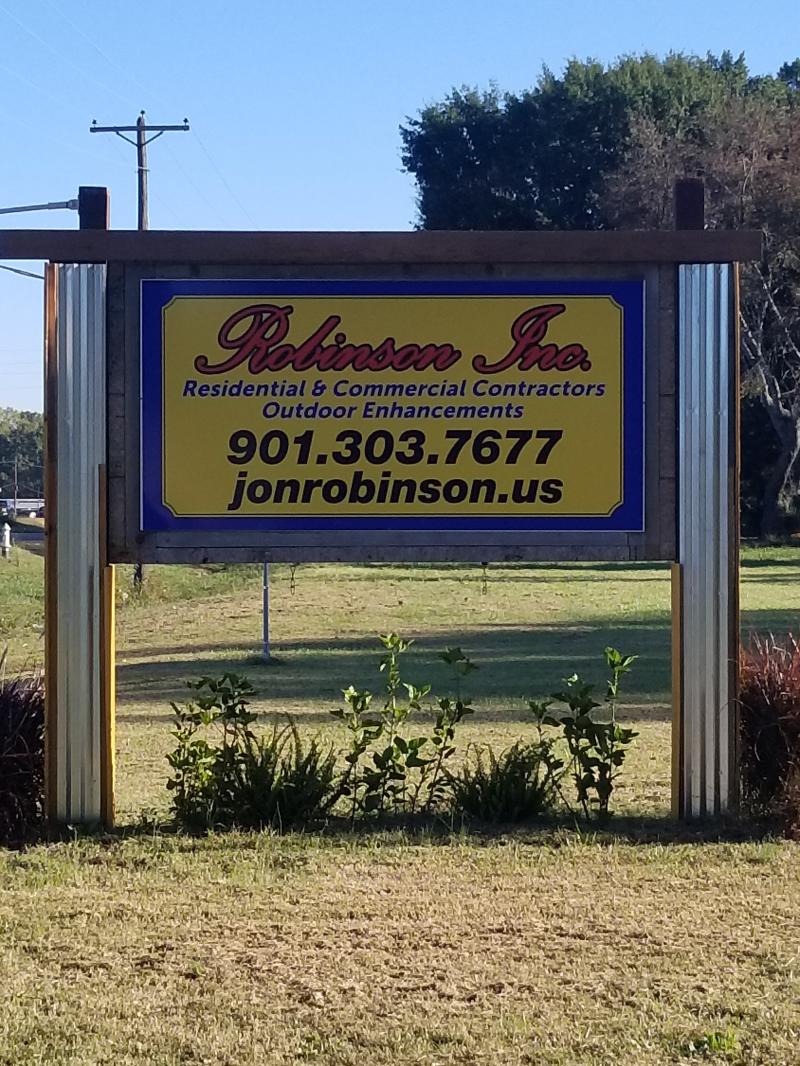 Robinson Inc.
Residential & Commercial Contractors
Outdoor Enhancements
901.303.7677
jonrobinson.us